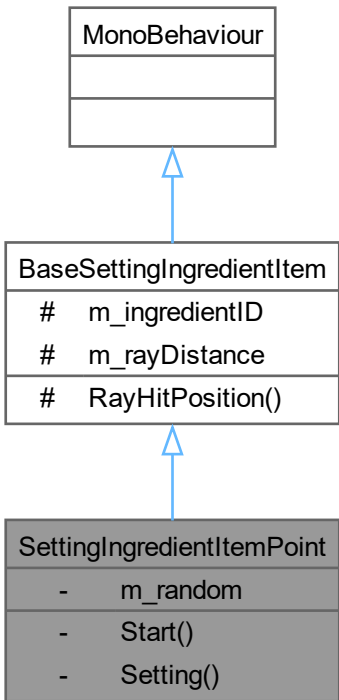 MonoBehaviour
BaseSettingIngredientItem
# m_ingredientID
# m_rayDistance
# RayHitPosition()
SettingIngredientItemPoint
- m_random
- Start()
- Setting()